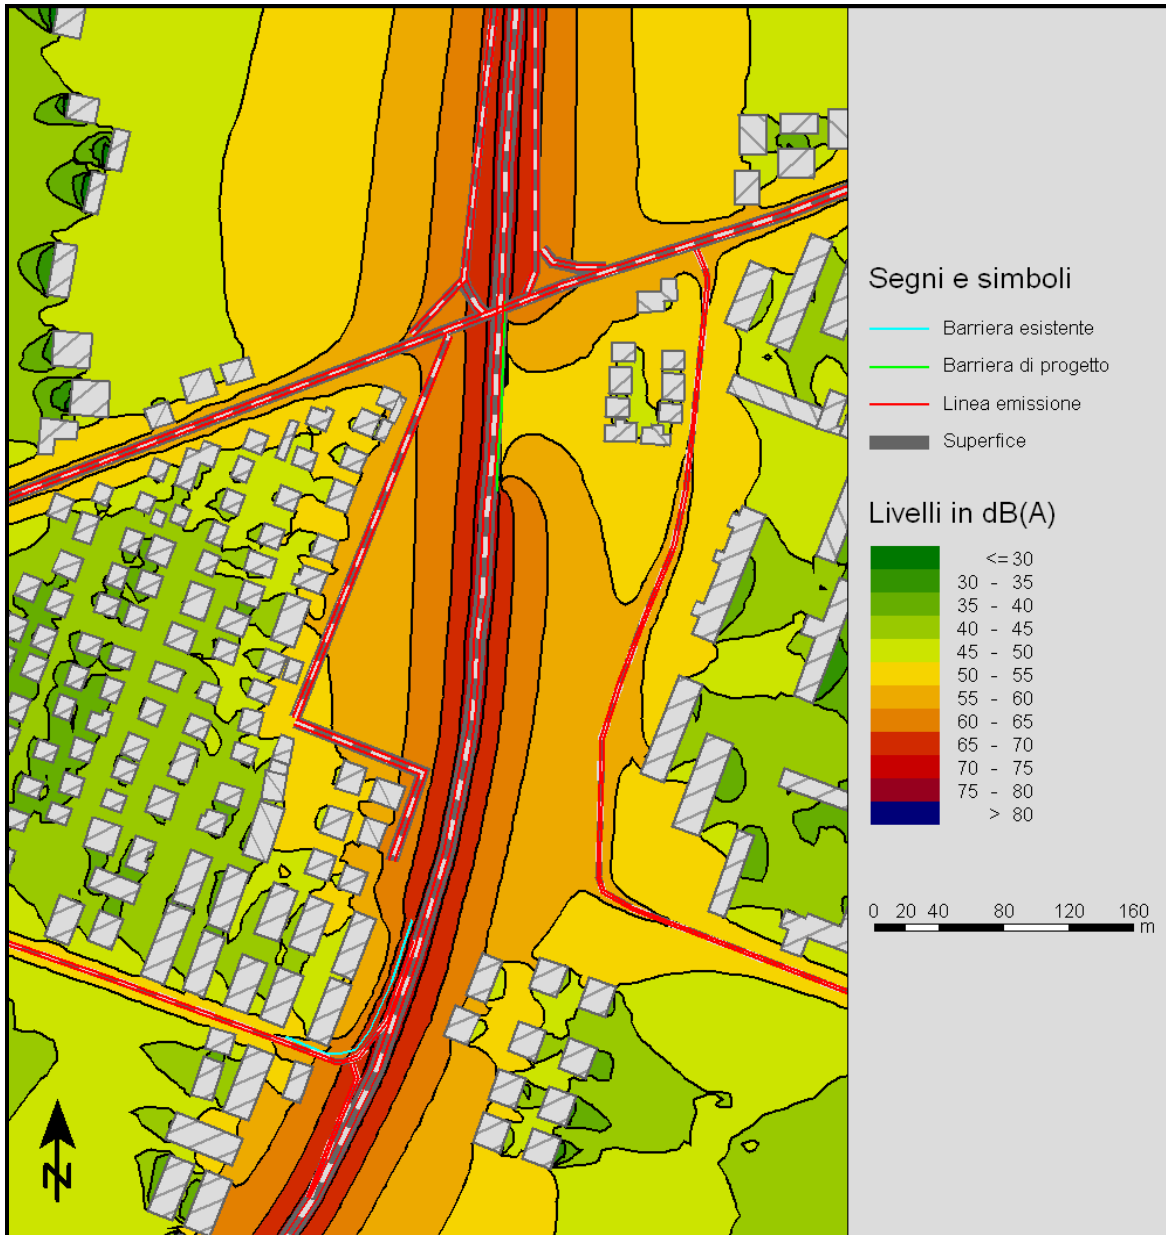 Segni e simboli
Barriera esistente
Barriera di progetto
Linea emissione
Superfice
Livelli in dB(A)
<= 30
30 - 35
35 - 40
40 - 45
45 - 50
50 - 55
55 - 60
60 - 65
65 - 70
70 - 75
75 - 80
> 80
0 20 40 80 120 160
m
N